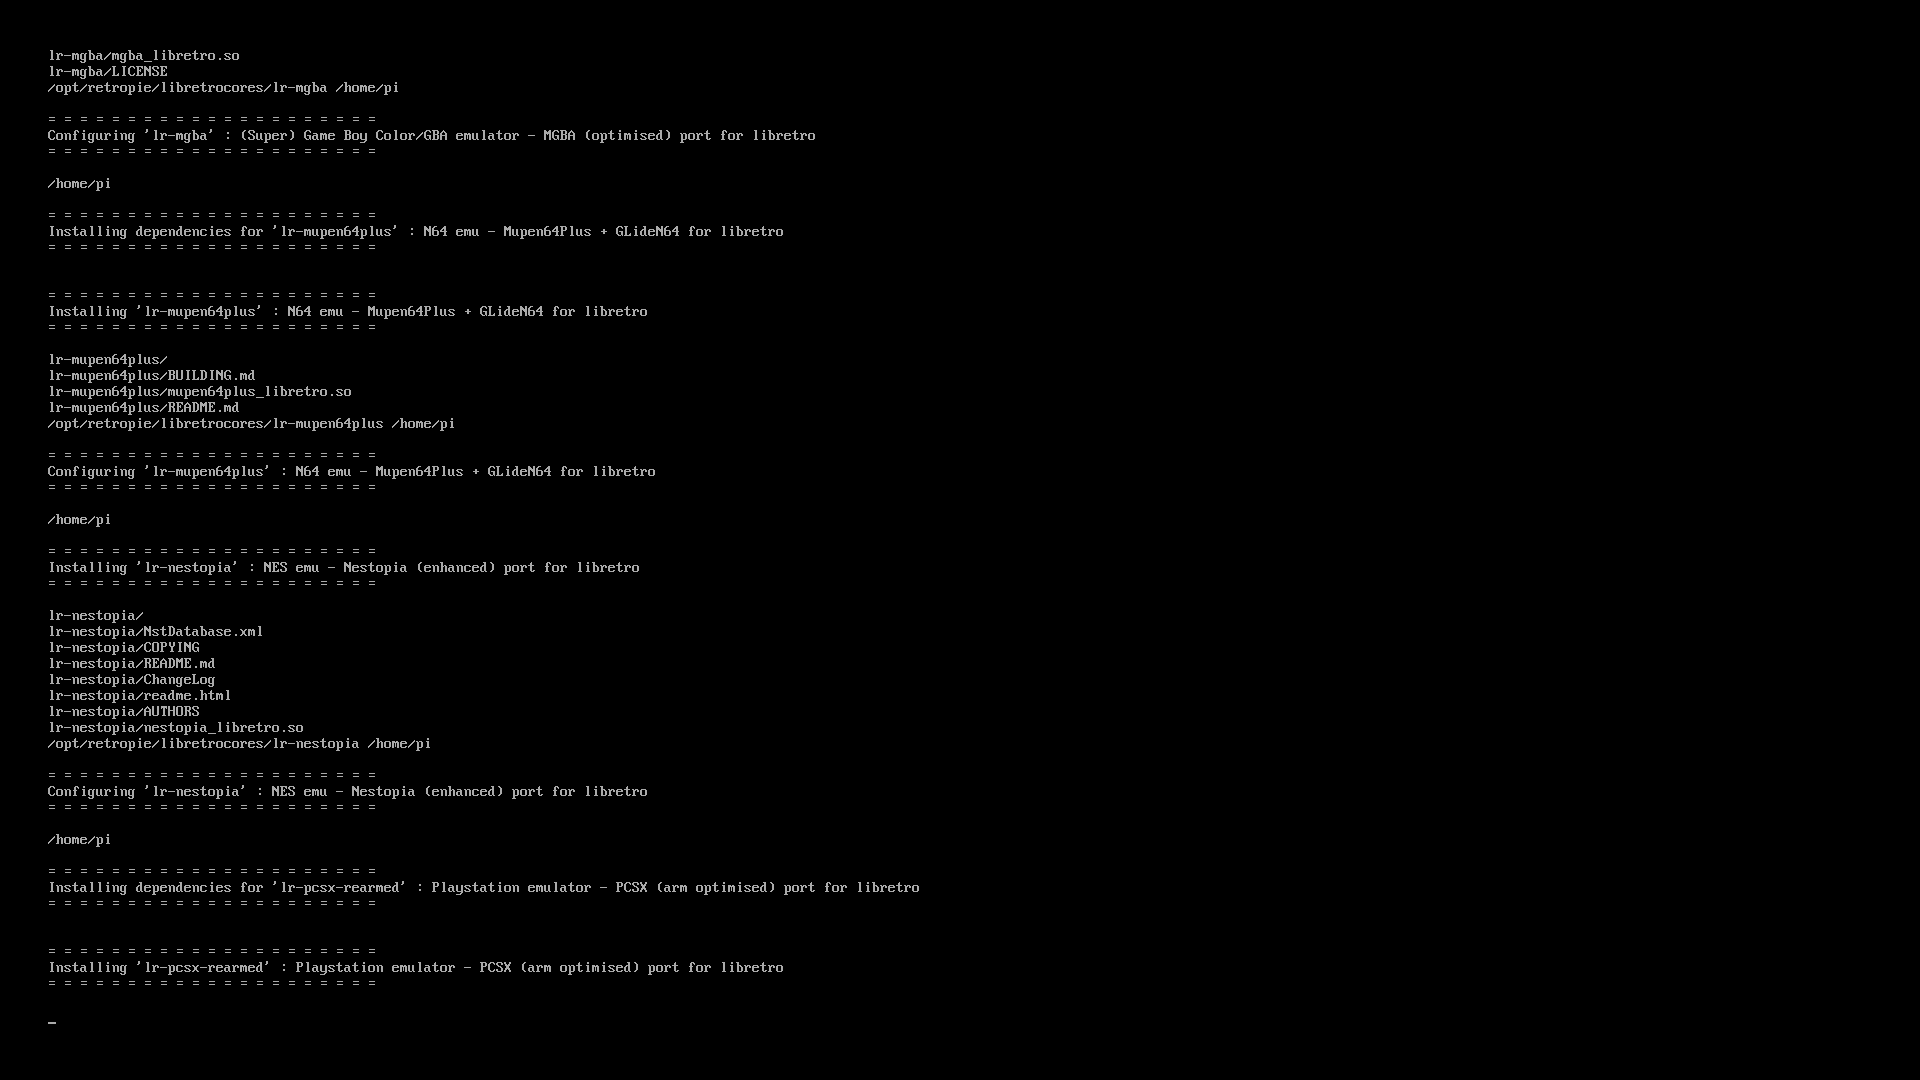 lr-mgba/mgba_libretro.so
lr-mgba/LICENSE
/opt/retropie/libretrocores/lr-mgba /home/pi
= = = = = = = = = = = = = = = = = = = = =
Configuring 'lr-mgba' : (Super) Game Boy Color/GBA emulator - MGBA (optimised) port for libretro
= = = = = = = = = = = = = = = = = = = = =
/home/pi
= = = = = = = = = = = = = = = = = = = = =
Installing dependencies for 'lr-mupen64plus' : N64 emu - Mupen64Plus + GLideN64 for libretro
= = = = = = = = = = = = = = = = = = = = =
= = = = = = = = = = = = = = = = = = = = =
Installing 'lr-mupen64plus' : N64 emu - Mupen64Plus + GLideN64 for libretro
= = = = = = = = = = = = = = = = = = = = =
lr-mupen64plus/
lr-mupen64plus/BUILDING.md
lr-mupen64plus/mupen64plus_libretro.so
lr-mupen64plus/README.md
/opt/retropie/libretrocores/lr-mupen64plus /home/pi
= = = = = = = = = = = = = = = = = = = = =
Configuring 'lr-mupen64plus' : N64 emu - Mupen64Plus + GLideN64 for libretro
= = = = = = = = = = = = = = = = = = = = =
/home/pi
= = = = = = = = = = = = = = = = = = = = =
Installing 'lr-nestopia' : NES emu - Nestopia (enhanced) port for libretro
= = = = = = = = = = = = = = = = = = = = =
lr-nestopia/
lr-nestopia/NstDatabase.xml
lr-nestopia/COPYING
lr-nestopia/README.md
lr-nestopia/ChangeLog
lr-nestopia/readme.html
lr-nestopia/AUTHORS
lr-nestopia/nestopia_libretro.so
/opt/retropie/libretrocores/lr-nestopia /home/pi
= = = = = = = = = = = = = = = = = = = = =
Configuring 'lr-nestopia' : NES emu - Nestopia (enhanced) port for libretro
= = = = = = = = = = = = = = = = = = = = =
/home/pi
= = = = = = = = = = = = = = = = = = = = =
Installing dependencies for 'lr-pcsx-rearmed' : Playstation emulator - PCSX (arm optimised) port for libretro
= = = = = = = = = = = = = = = = = = = = =
= = = = = = = = = = = = = = = = = = = = =
Installing 'lr-pcsx-rearmed' : Playstation emulator - PCSX (arm optimised) port for libretro
= = = = = = = = = = = = = = = = = = = = =
_